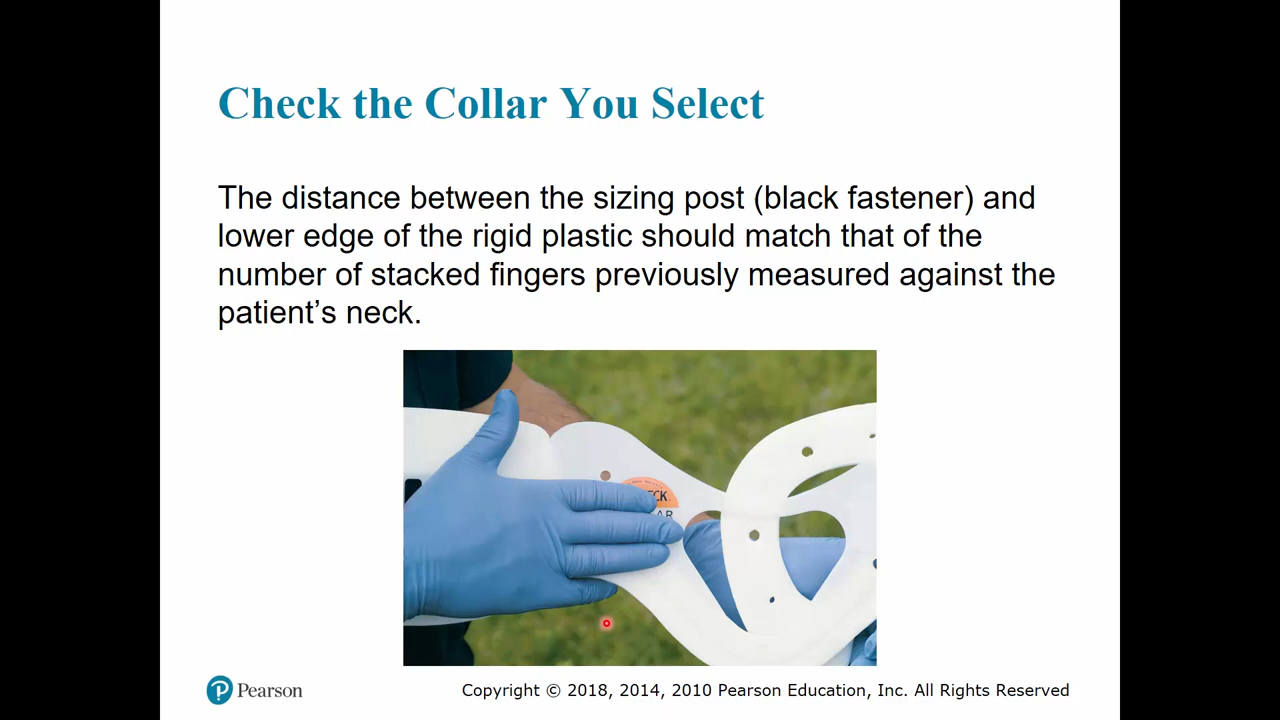 Check the Collar You Select
The distance between the sizing post (black fastener) and
lower edge of the rigid plastic should match that of the
number of stacked fingers previously measured against the
patient’s neck.
Pearson
Copyright © 2018, 2014, 2010 Pearson Education, Inc. All Rights Reserved